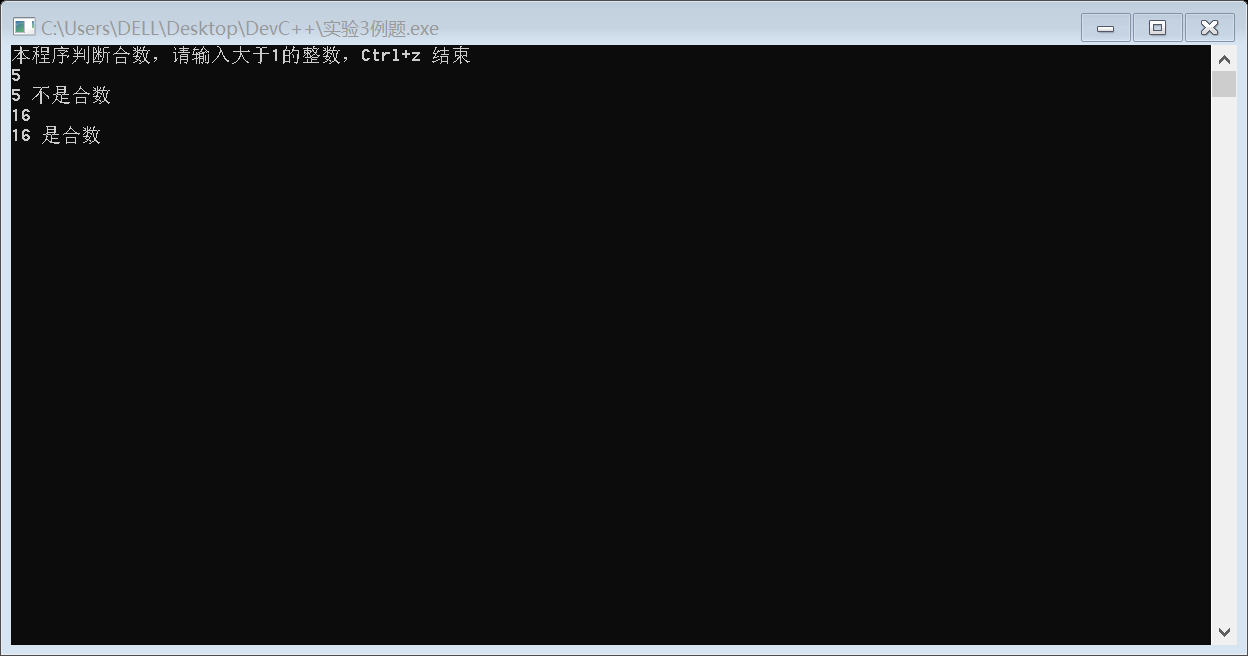 C:\Users\DELL\Desktop\DevC++\实验3例题.exe
本程序判断合数，请输入大于1的整数，Ctrl+z 结束
5
5 不是合数
16
16 是合数